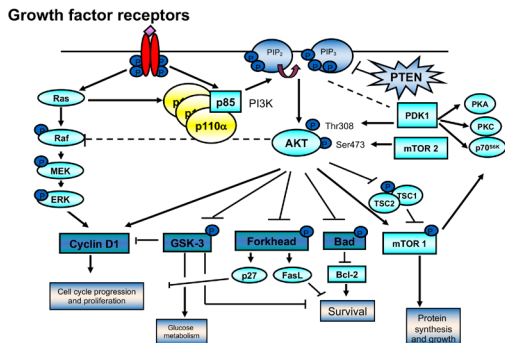 Growth factor receptors
PIP2
PIP3
P P P P
P P P P P
PTEN
Ras
p
p85
PI3K
p110α
PDK1
PKA
PKC
p70S6K
P Thr308
AKT
P Ser473
mTOR 2
P Raf
P MEK
P ERK
P
TSC1
TSC2
Cyclin D1
GSK-3 P
Forkhead P
Bad P
mTOR 1 P
p27
FasL
Bcl-2
Cell cycle progression
and proliferation
Glucose
metabolism
Survival
Protein
synthesis
and growth